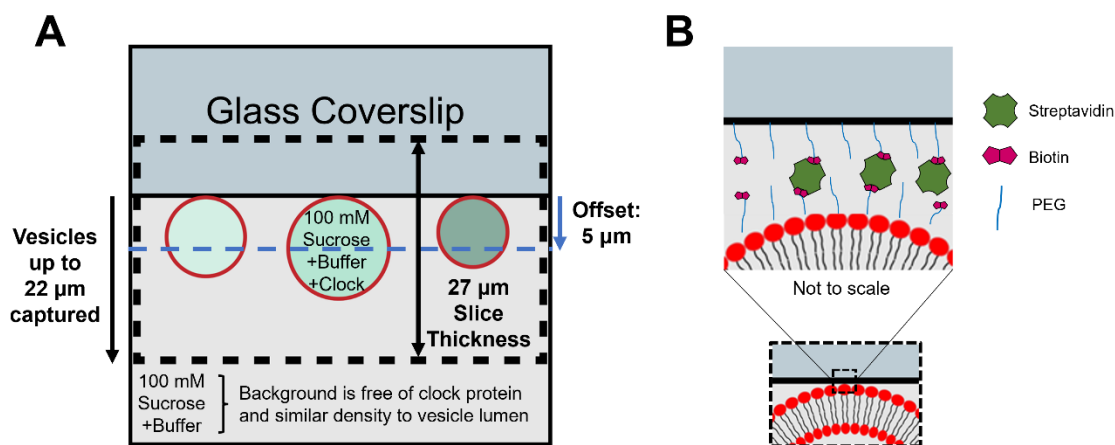 A
Glass Coverslip
Vesicles
up to
22 µm
captured
100 mM
Sucrose
+Buffer
+Clock
27 µm
Slice
Thickness
Offset:
5 µm
100 mM
Sucrose
+Buffer
Background is free of clock protein
and similar density to vesicle lumen
B
Streptavidin
Biotin
PEG
Not to scale